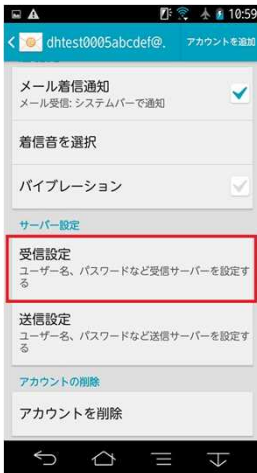 10:59
dhtest0005abcdef@. アカウントを追加
メール着信通知
メール受信: システムバーで通知
着信音を選択
バイブレーション
サーバー設定
受信設定
ユーザー名、パスワードなど受信サーバーを設定す
る
送信設定
ユーザー名、パスワードなど送信サーバーを設定す
る
アカウントの削除
アカウントを削除